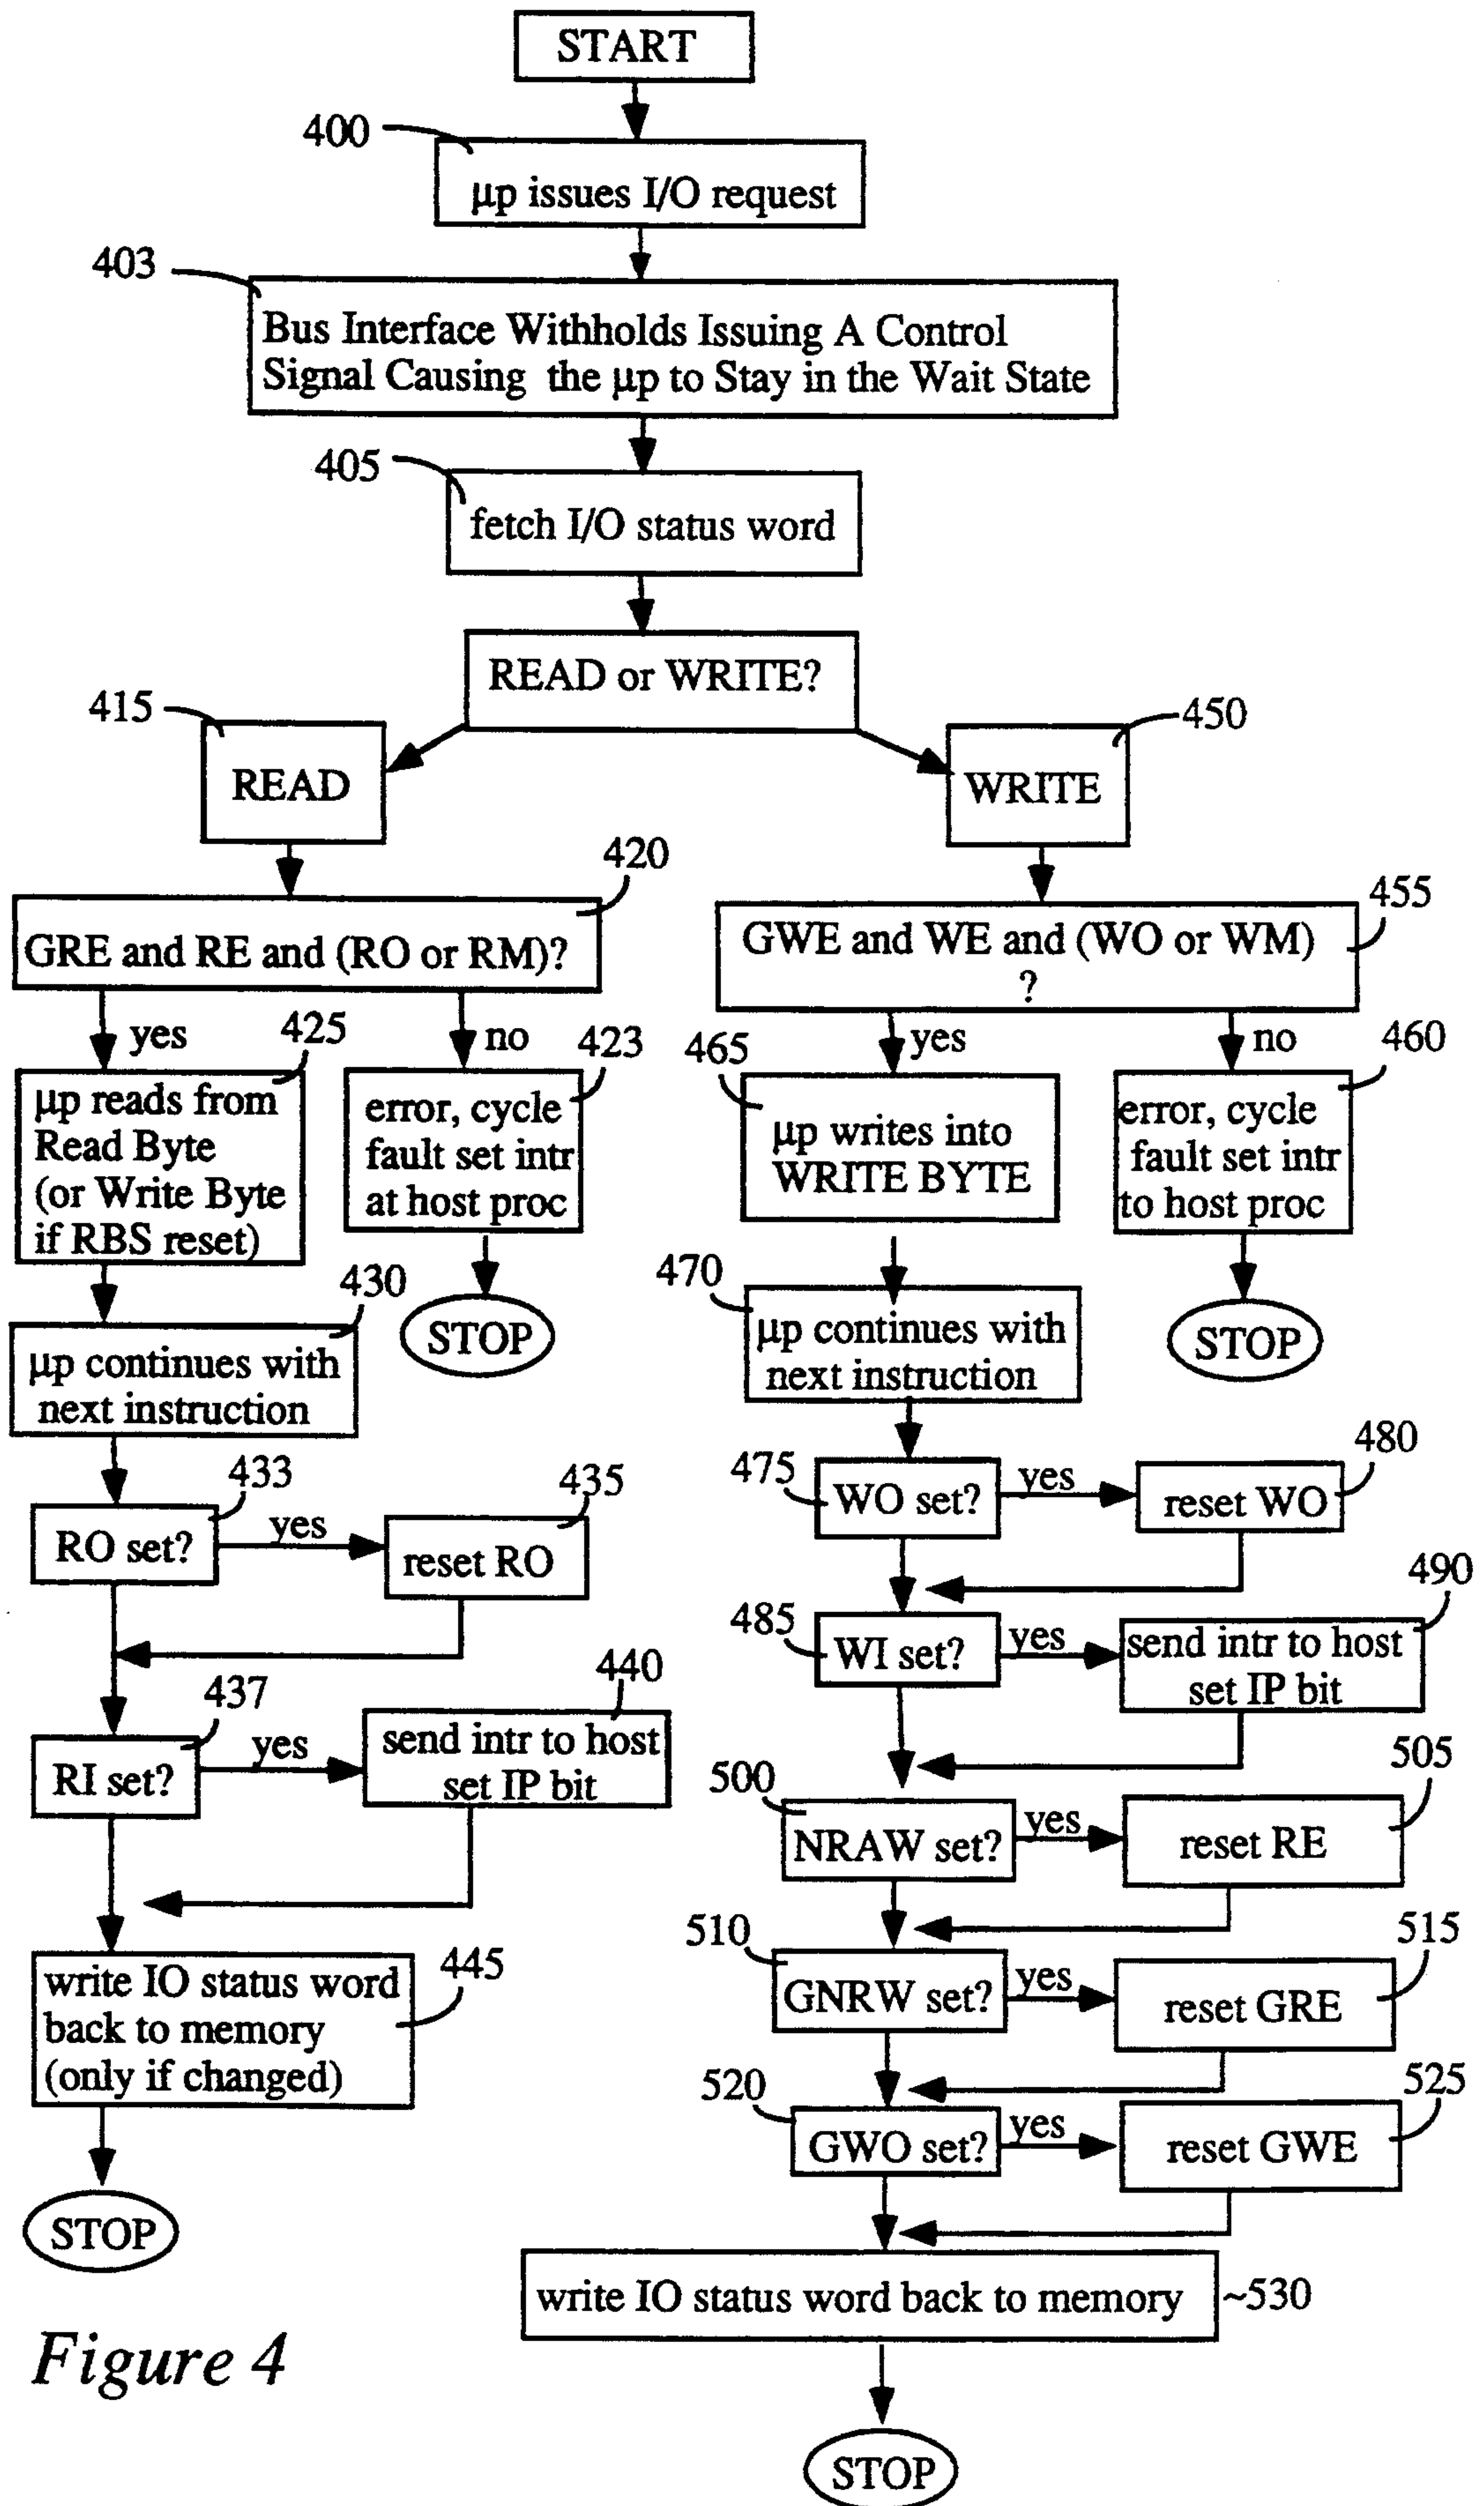 START
400
µp issues I/O request
403
Bus Interface Withholds Issuing A Control
Signal Causing the µp to Stay in the Wait State
405
fetch I/O status word
READ or WRITE?
415
READ
450
WRITE
420
GRE and RE and (RO or RM)?
455
GWE and WE and (WO or WM)
?
yes
425
µp reads from
Read Byte
(or Write Byte
if RBS reset)
no
423
error, cycle
fault set intr
at host proc
STOP
465
yes
µp writes into
WRITE BYTE
no
460
error, cycle
fault set intr
to host proc
STOP
430
µp continues with
next instruction
470
µp continues with
next instruction
433
RO set?
yes
435
reset RO
475
WO set?
yes
480
reset WO
485
WI set?
yes
490
send intr to host
set IP bit
437
RI set?
yes
440
send intr to host
set IP bit
500
NRAW set?
yes
505
reset RE
445
write IO status word
back to memory
(only if changed)
STOP
510
GNRW set?
yes
515
reset GRE
520
GWO set?
yes
525
reset GWE
write IO status word back to memory
~530
STOP
Figure 4